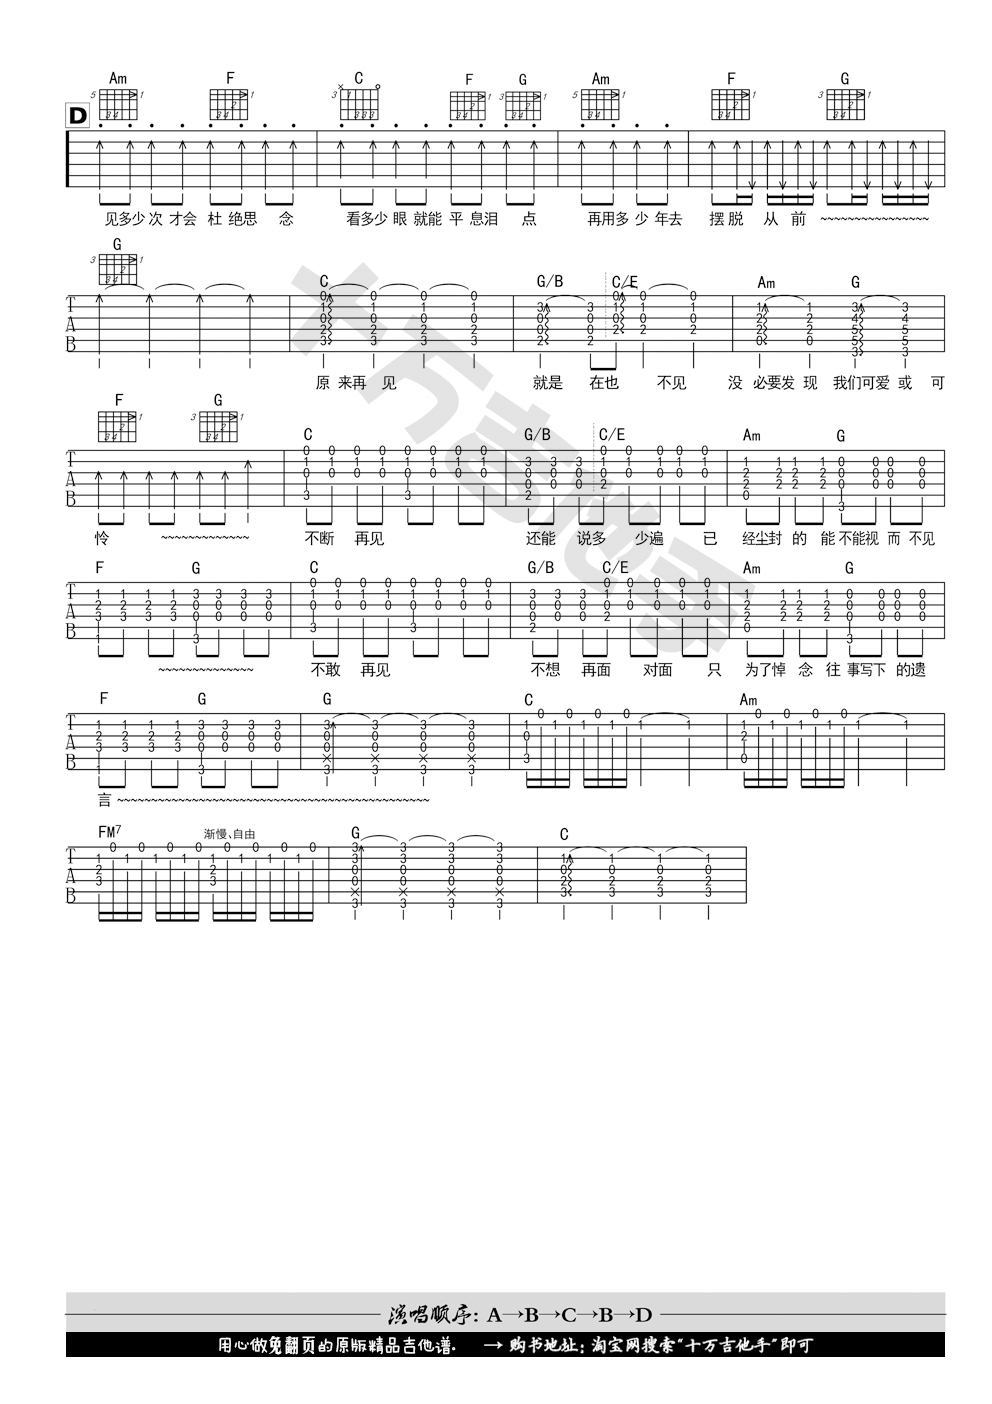 Am F C F G Am F G
D
见多少次 才会 杜 绝思 念 看多少 眼 就能 平 息泪 点 再用多 少 年去 摆 脱 从 前 ~~~~~~~~~~~~~~~~
G C G/B C/E Am G
原 来再 见 就是 在也 不见 没 必要发 现 我们可爱 或 可
F G C G/B C/E Am G
怜 ~~~~~~~~~~~~~ 不断 再见 还能 说多 少遍 已 经尘封 的 能 不能视 而 不见
F G C G/B C/E Am G
~~~~~~~~~~~~~~ 不敢 再见 不想 再面 对面 只 为了悼 念 往 事写下 的遗
F G G C Am
言 ~~~~~~~~~~~~~~~~~~~~~~~~~~~~~~~~~~~~~~~~~~~~~~
FM7 渐慢、自由 G C
十万吉他手
演唱顺序: A→B→C→B→D
用心做免翻页的原版精品吉他谱. → 购书地址: 淘宝网搜索“十万吉他手”即可